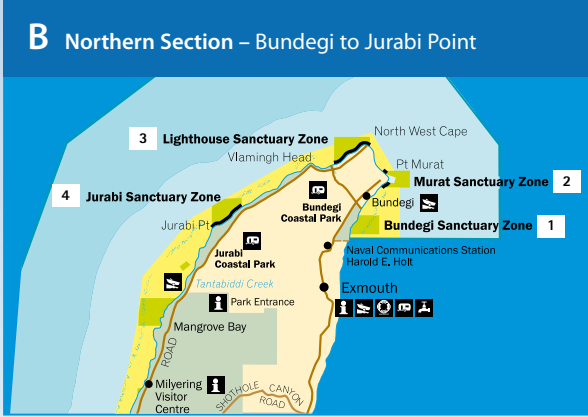 B Northern Section – Bundegi to Jurabi Point
North West Cape
3 Lighthouse Sanctuary Zone
Vlamingh Head
Pt Murat
Murat Sanctuary Zone 2
4 Jurabi Sanctuary Zone
Bundegi
Coastal Park
Bundegi
Jurabi Pt
Bundegi Sanctuary Zone 1
Jurabi
Coastal Park
Naval Communications Station
Harold E. Holt
Tantabiddi Creek
Exmouth
Park Entrance
Mangrove Bay
ROAD
Milyering
Visitor
Centre
SHOTHOLE CANYON
ROAD